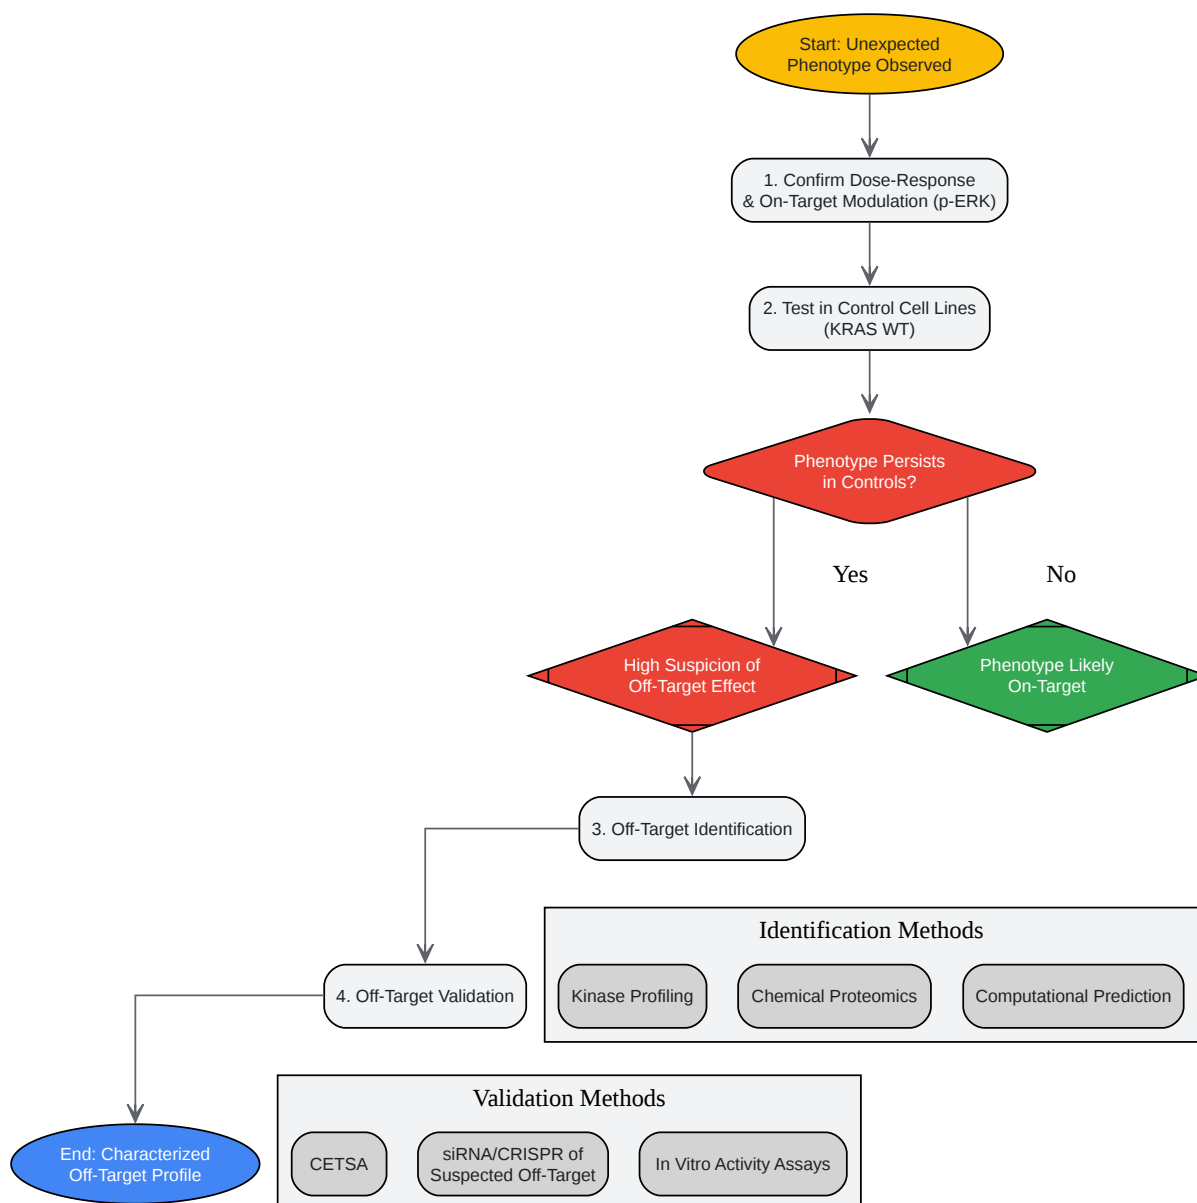 Start: Unexpected
Phenotype Observed
1. Confirm Dose-Response
& On-Target Modulation (p-ERK)
2. Test in Control Cell Lines
(KRAS WT)
Phenotype Persists
in Controls?
Yes
No
High Suspicion of
Off-Target Effect
Phenotype Likely
On-Target
3. Off-Target Identification
Identification Methods
4. Off-Target Validation
Kinase Profiling
Chemical Proteomics
Computational Prediction
Validation Methods
End: Characterized
Off-Target Profile
CETSA
siRNA/CRISPR of
Suspected Off-Target
In Vitro Activity Assays